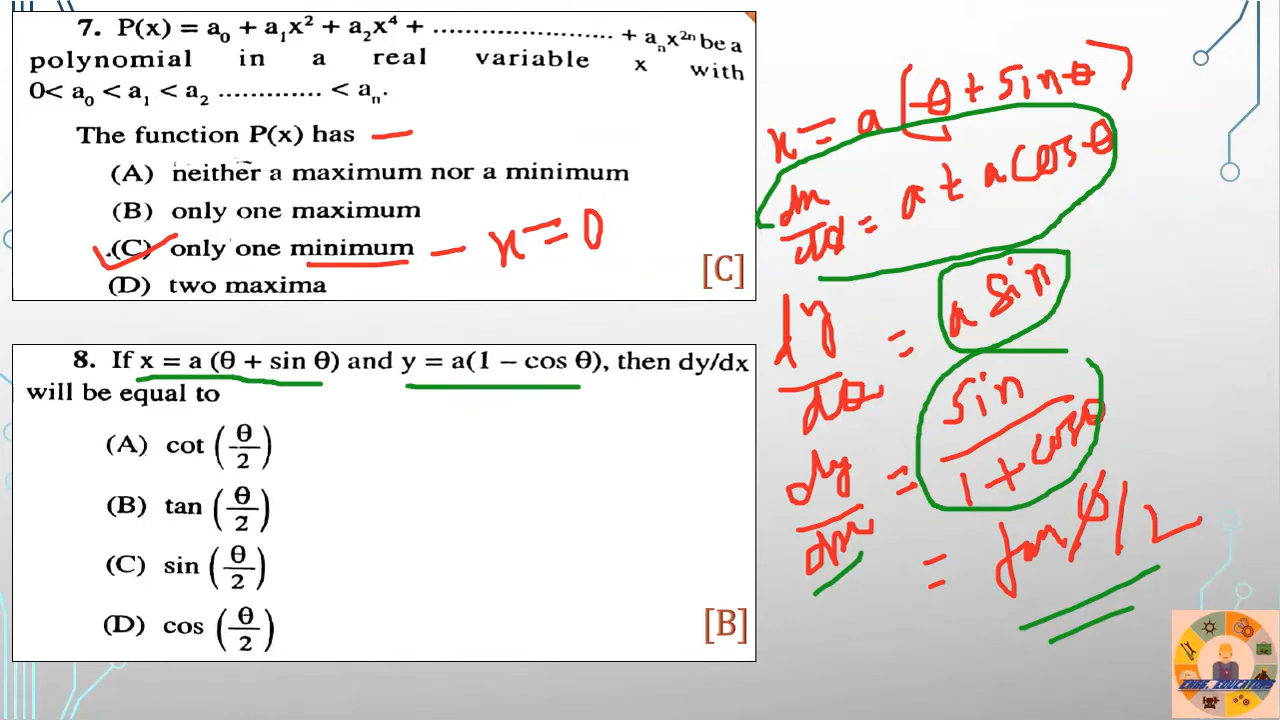 7. P(x) = a₀ + a₁x² + a₂x⁴ + ........................ + aₙx²ⁿ be a
polynomial in a real variable x with
0< a₀ < a₁ < a₂ ............. < aₙ.
The function P(x) has
(A) neither a maximum nor a minimum
(B) only one maximum
(C) only one minimum — x = 0
(D) two maxima
[C]
8. If x = a (θ + sin θ) and y = a(1 − cos θ), then dy/dx
will be equal to
(A) cot (θ/2)
(B) tan (θ/2)
(C) sin (θ/2)
(D) cos (θ/2)
[B]
x = a [θ + sin θ]
dx/dθ = a + a cos θ
dy/dθ = a sin
dy/dx = sin / 1 + cos θ
= tan θ/2
CIVIL EDUCATION